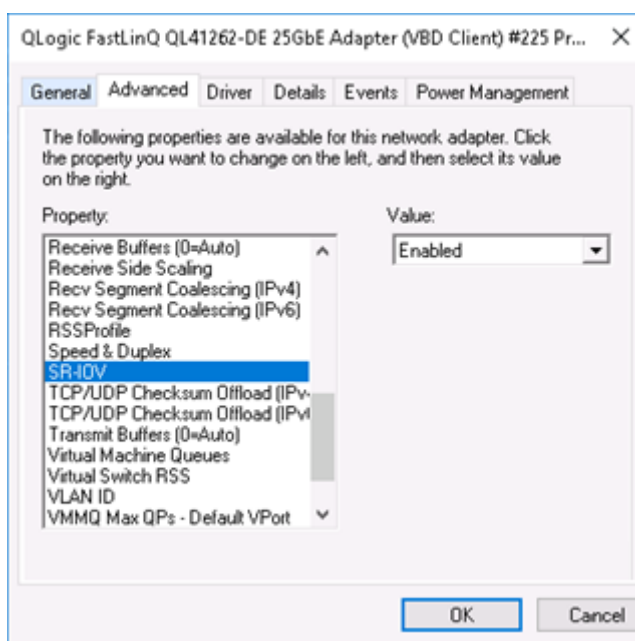 QLogic FastLinQ QL41262-DE 25GbE Adapter (VBD Client) #225 Pr...
General Advanced Driver Details Events Power Management
The following properties are available for this network adapter. Click
the property you want to change on the left, and then select its value
on the right.
Property:
Value:
Receive Buffers (0=Auto)
Receive Side Scaling
Recv Segment Coalescing (IPv4)
Recv Segment Coalescing (IPv6)
RSSProfile
Speed & Duplex
SR-IOV
TCP/UDP Checksum Offload (IPv4
TCP/UDP Checksum Offload (IPv6
Transmit Buffers (0=Auto)
Virtual Machine Queues
Virtual Switch RSS
VLAN ID
VMMQ Max QPs - Default VPort
Enabled
OK Cancel